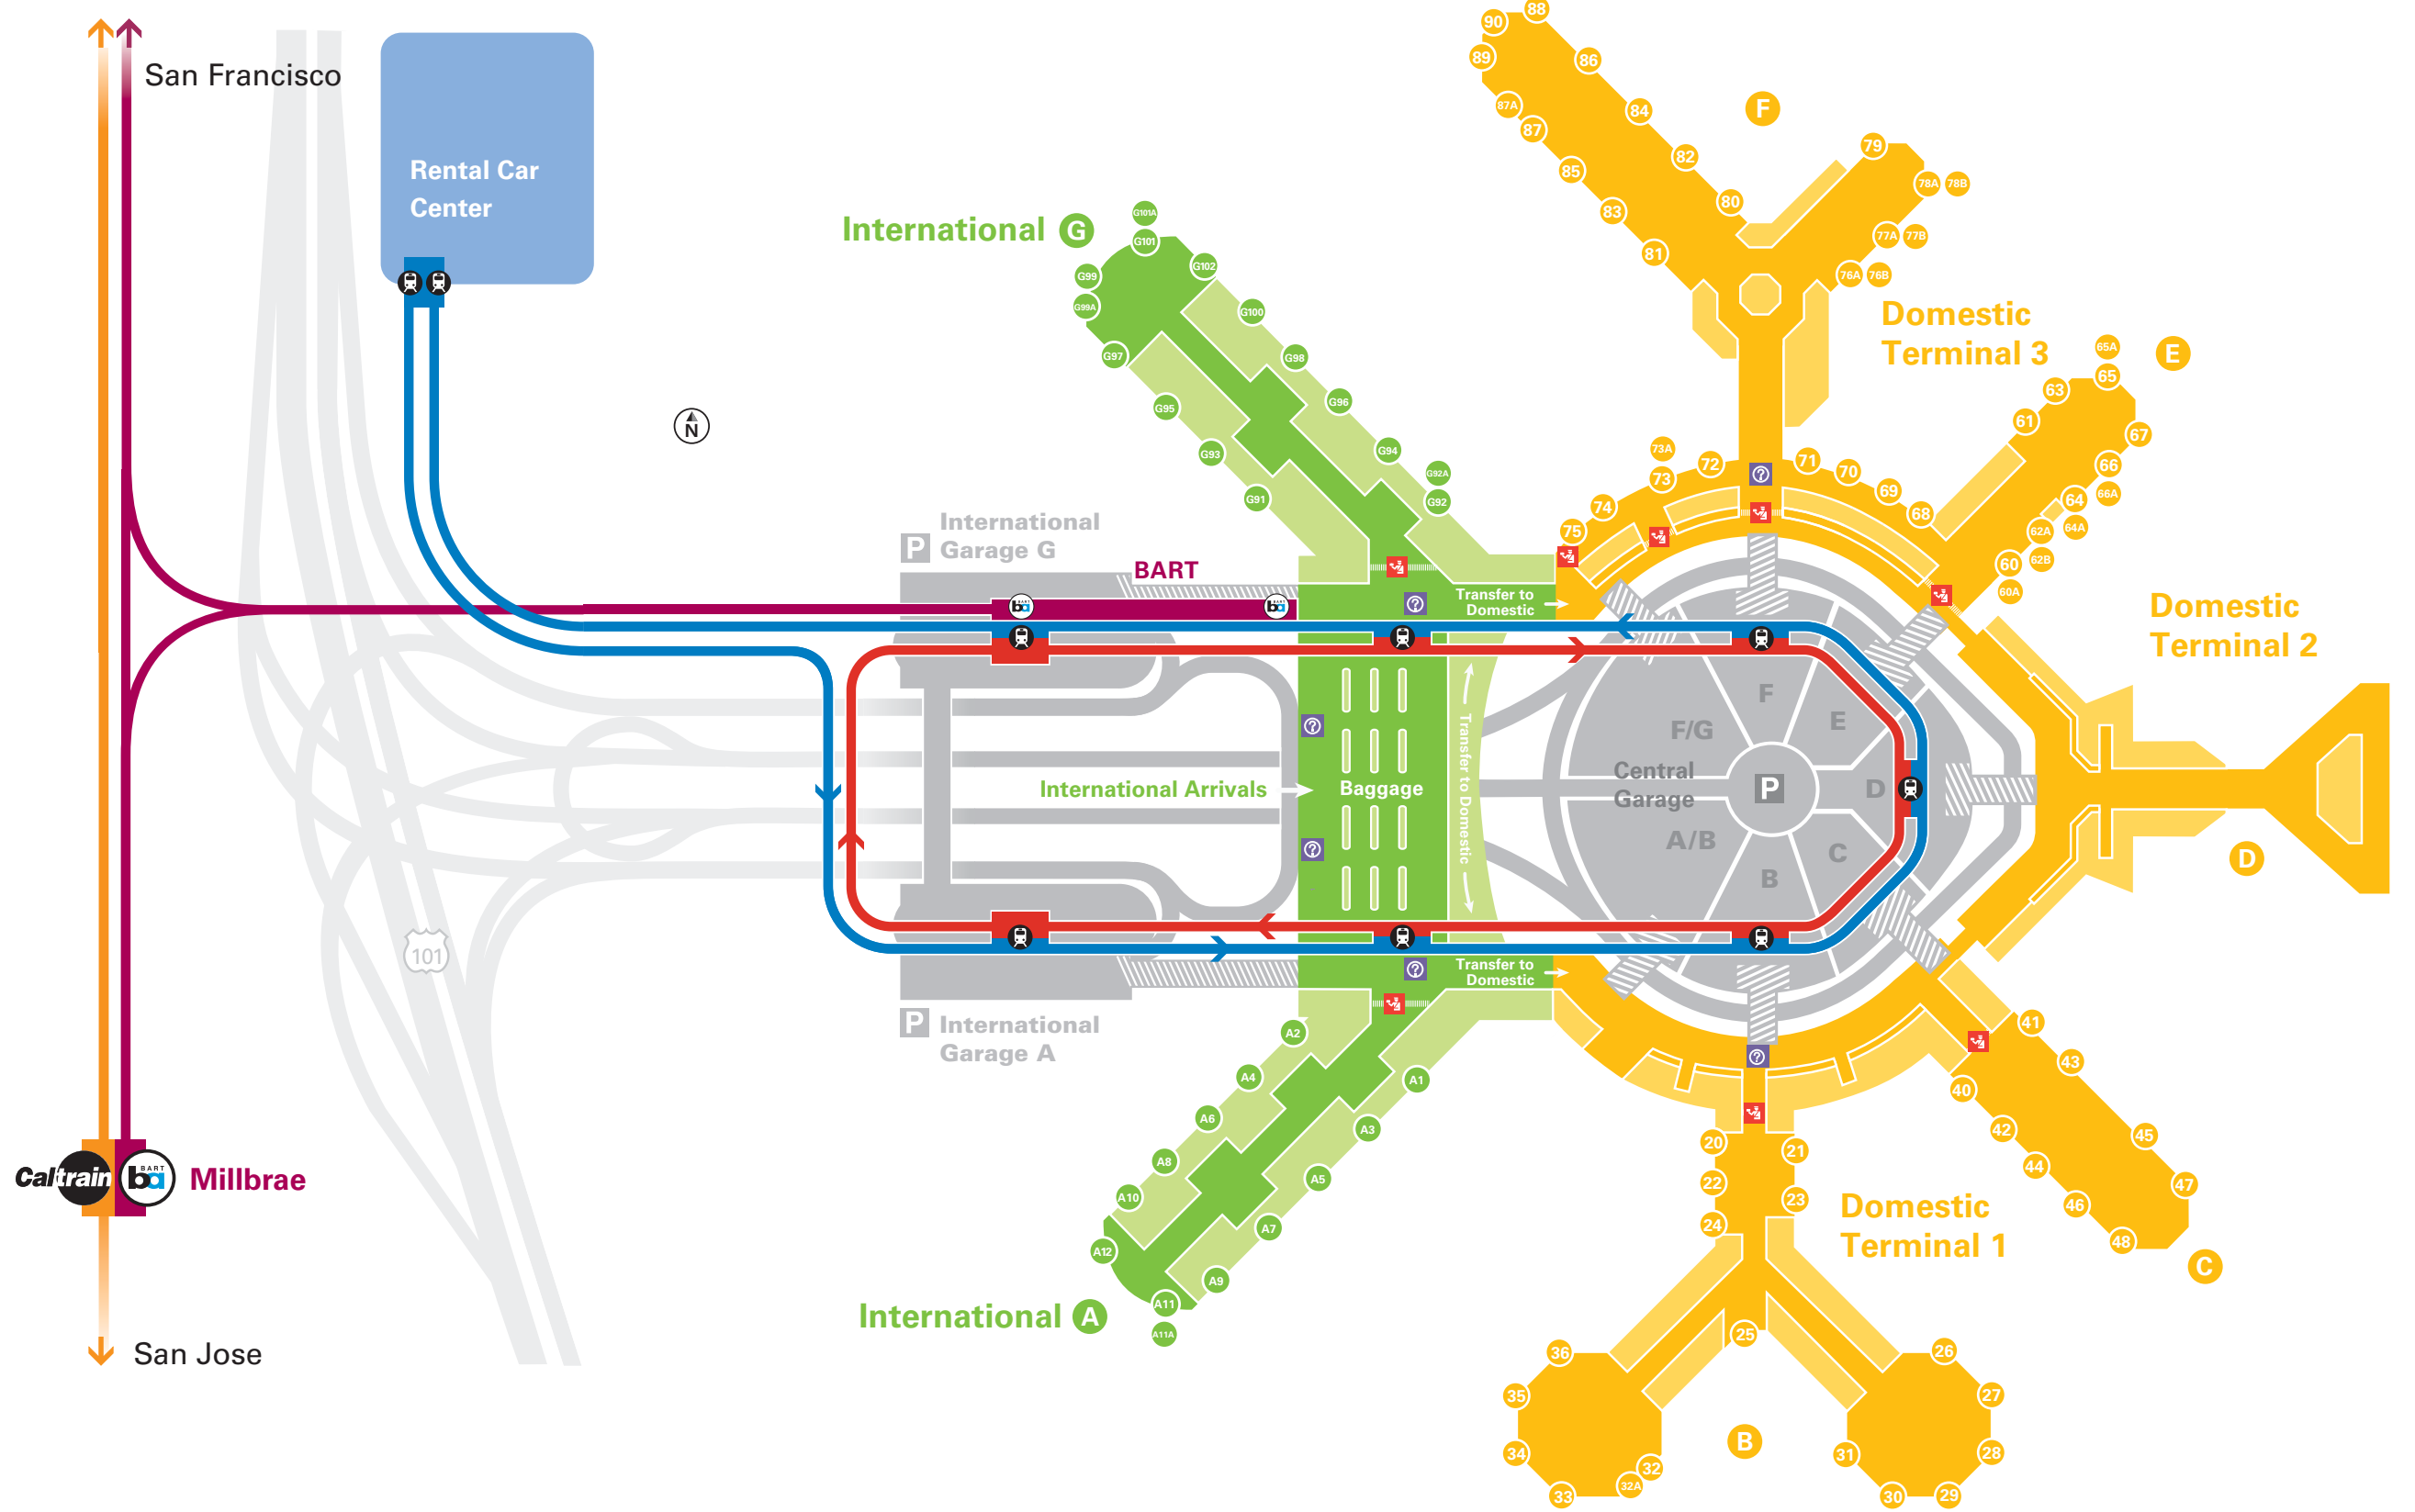 San Francisco
Rental Car
Center
N
International G
G101A
G101
G102
G99
G99A
G100
G97
G98
G95
G96
G93
G94
G91
G92A
G92
90
88
89
86
87A
84
87
82
85
80
83
81
F
79
78A
78B
77A
77B
76A
76B
Domestic
Terminal 3
E
65A
65
63
61
67
66
66A
64
64A
62A
62B
60
60A
73A
73
72
74
75
71
70
69
68
?
Domestic
Terminal 2
P
International
Garage G
BART
BART
ba
BART
ba
?
Transfer to
Domestic
Transfer to Domestic
?
?
International Arrivals
Baggage
F
F/G
E
Central
Garage
P
D
A/B
C
B
D
101
P
International
Garage A
?
Transfer to
Domestic
?
A2
A4
A6
A8
A10
A12
A1
A3
A5
A7
A9
A11
A11A
International A
41
43
40
42
45
44
47
46
48
C
20
21
22
23
24
Domestic
Terminal 1
25
36
35
34
33
32A
32
B
26
27
28
31
30
29
Caltrain
BART
ba
Millbrae
San Jose